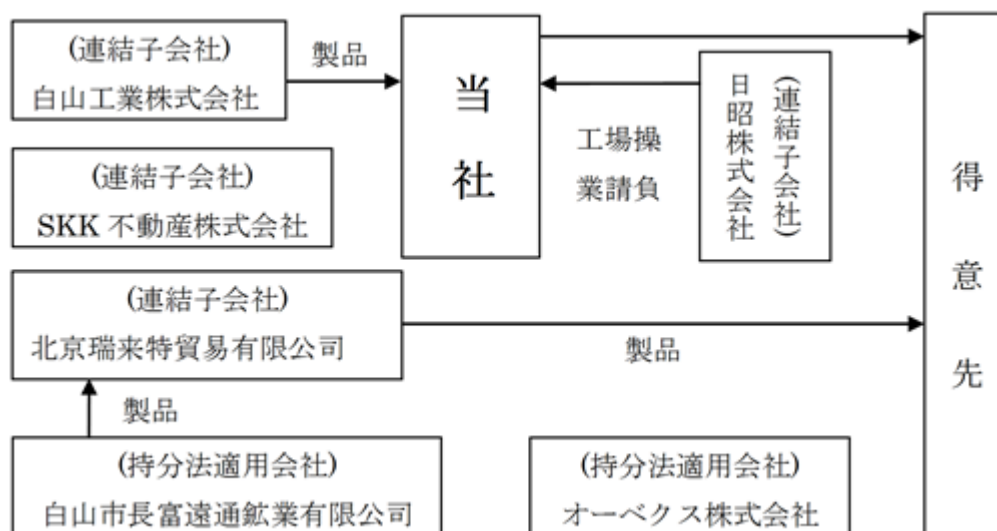 (連結子会社)
白山工業株式会社
製品
当社
工場操
業請負
(連結子会社)
日昭株式会社
得意先
(連結子会社)
SKK 不動産株式会社
(連結子会社)
北京瑞来特貿易有限公司
製品
製品
(持分法適用会社)
白山市長富遠通鉱業有限公司
(持分法適用会社)
オーベクス株式会社